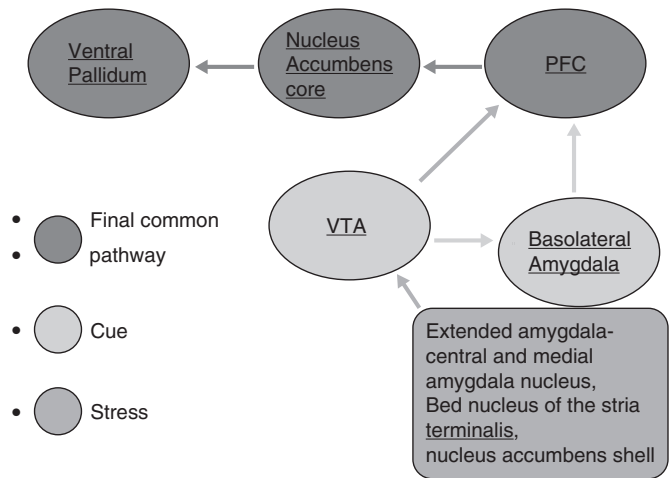 Ventral
Pallidum
Nucleus
Accumbens
core
PFC
VTA
Basolateral
Amygdala
• Final common
• pathway
• Cue
• Stress
Extended amygdala-
central and medial
amygdala nucleus,
Bed nucleus of the stria
terminalis,
nucleus accumbens shell